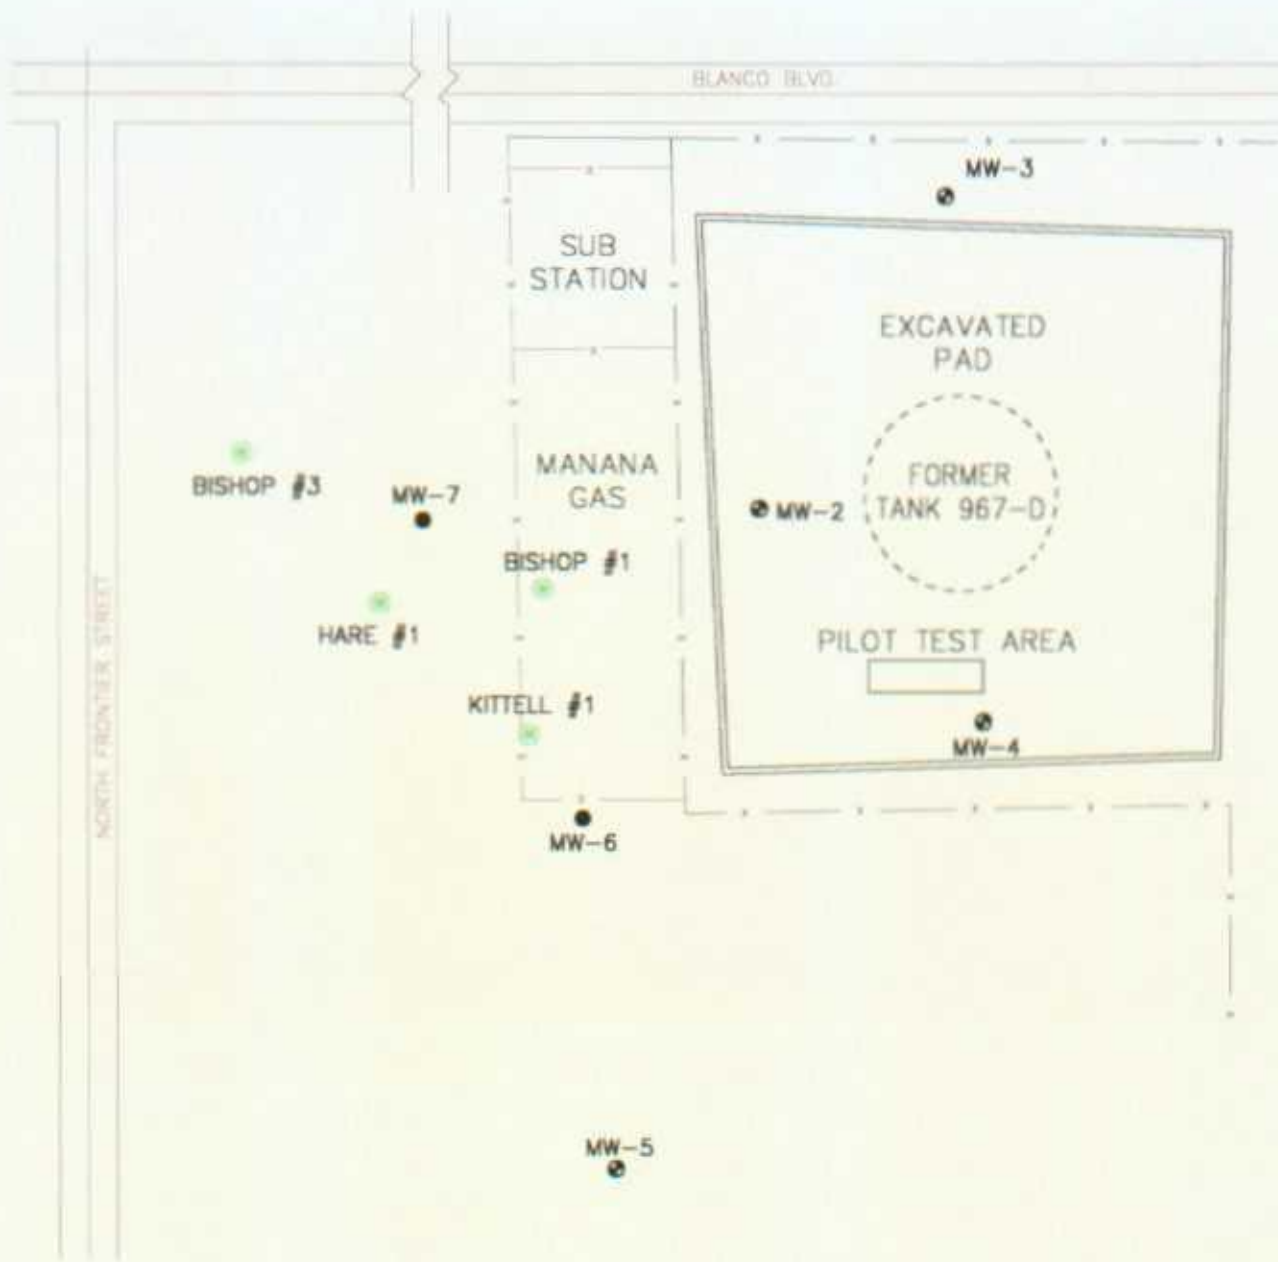 BLANCO BLVD.
MW-3
SUB
STATION
EXCAVATED
PAD
MANANA
GAS
FORMER
TANK 967-D
BISHOP #3
MW-7
MW-2
BISHOP #1
HARE #1
PILOT TEST AREA
KITTELL #1
MW-4
MW-6
NORTH FRONTIER STREET
MW-5